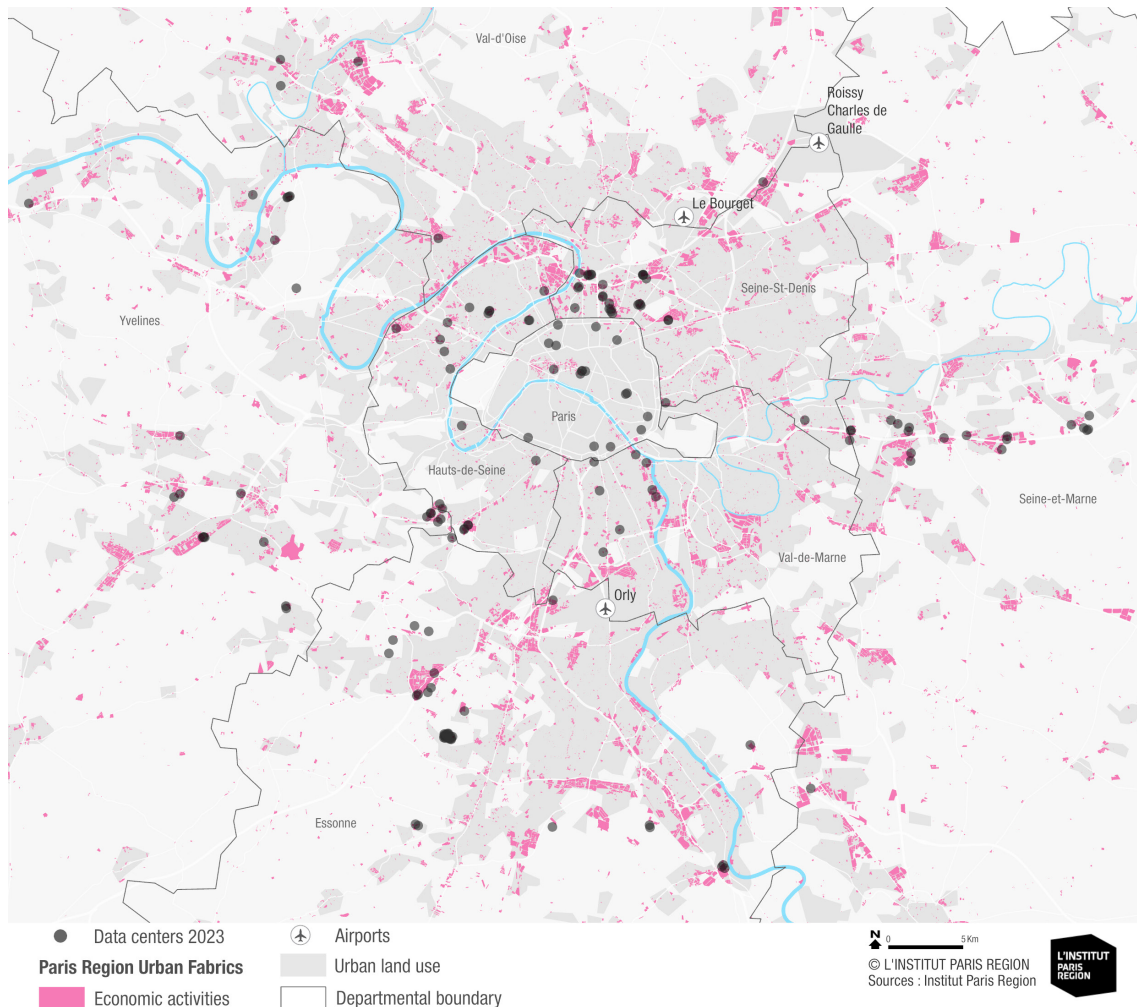 Val-d'Oise
Roissy
Charles de
Gaulle
Le Bourget
Seine-St-Denis
Yvelines
Paris
Hauts-de-Seine
Seine-et-Marne
Val-de-Marne
Orly
Essonne
Data centers 2023
Airports
Paris Region Urban Fabrics
Urban land use
Economic activities
Departmental boundary
N
0 5 Km
© L'INSTITUT PARIS REGION
Sources : Institut Paris Region
L'INSTITUT
PARIS
REGION